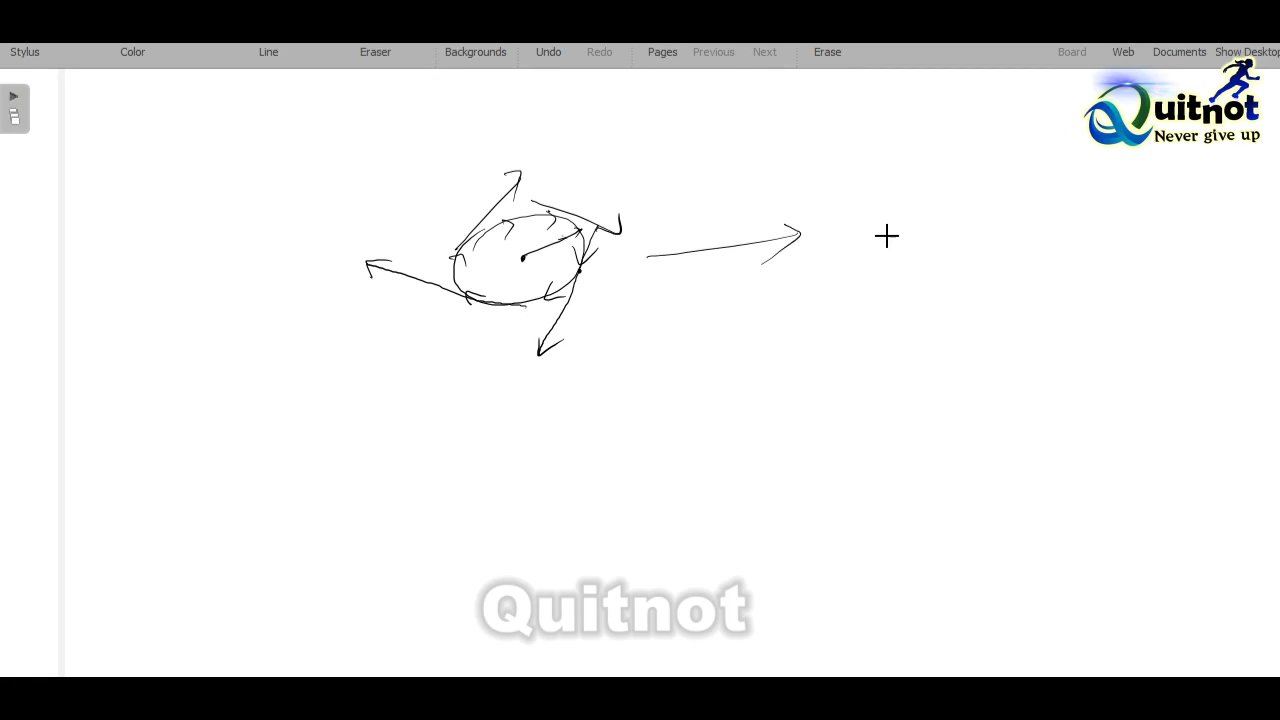 Stylus Color Line Eraser Backgrounds Undo Redo Pages Previous Next Erase Board Web Documents Show Desktop
Quitnot
Never give up
Quitnot